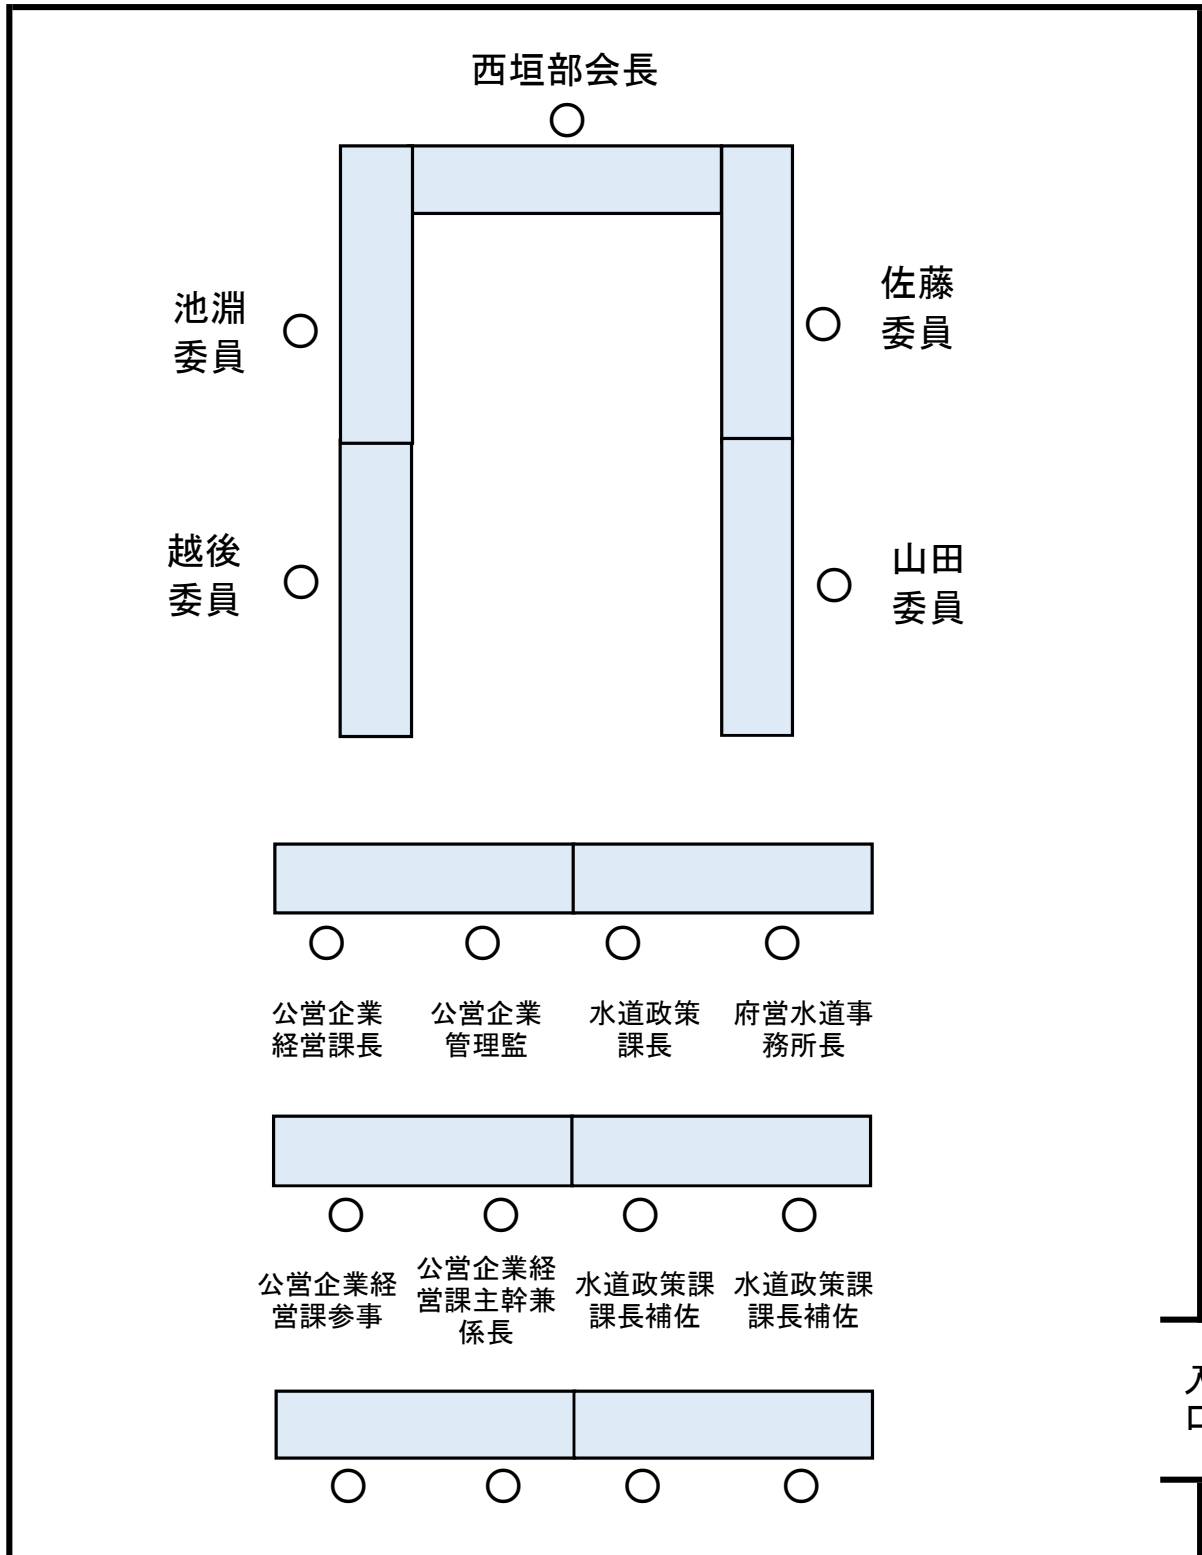 西垣部会長
池淵
委員
佐藤
委員
越後
委員
山田
委員
公営企業
経営課長
公営企業
管理監
水道政策
課長
府営水道事
務所長
公営企業経
営課参事
公営企業経
営課主幹兼
係長
水道政策課
課長補佐
水道政策課
課長補佐
入
口